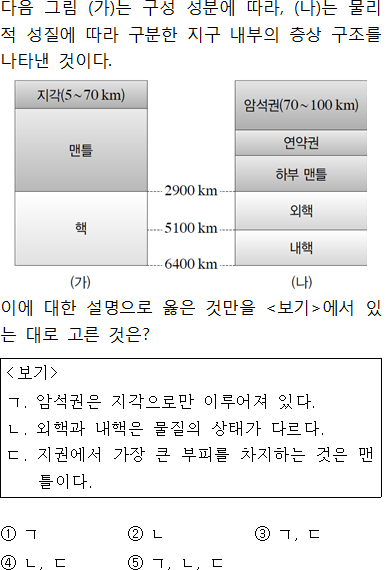 다음 그림 (가)는 구성 성분에 따라, (나)는 물리
적 성질에 따라 구분한 지구 내부의 층상 구조를
나타낸 것이다.
지각(5~70 km)
맨틀
핵
(가)
2900 km
5100 km
6400 km
암석권(70~100 km)
연약권
하부 맨틀
외핵
내핵
(나)
이에 대한 설명으로 옳은 것만을 <보기>에서 있
는 대로 고른 것은?
<보기>
ㄱ. 암석권은 지각으로만 이루어져 있다.
ㄴ. 외핵과 내핵은 물질의 상태가 다르다.
ㄷ. 지권에서 가장 큰 부피를 차지하는 것은 맨
틀이다.
① ㄱ ② ㄴ ③ ㄱ, ㄷ
④ ㄴ, ㄷ ⑤ ㄱ, ㄴ, ㄷ